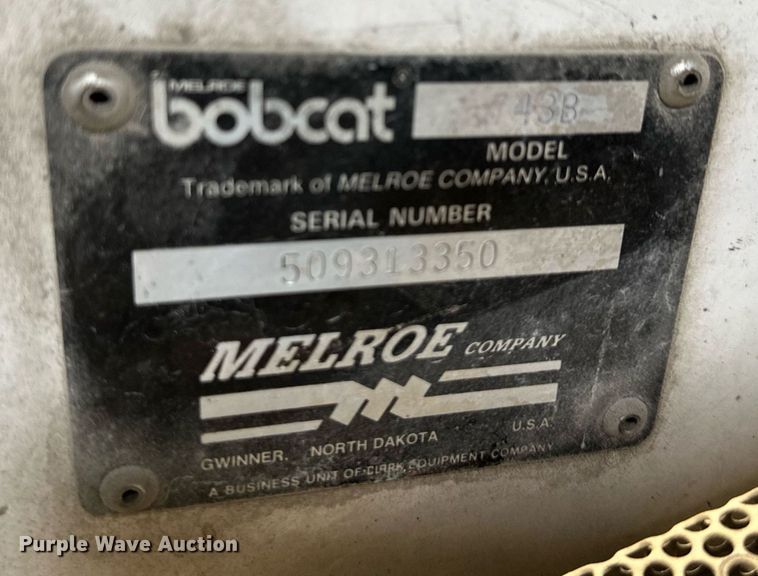 MELROE
bobcat 743B
MODEL
Trademark of MELROE COMPANY, U.S.A.
SERIAL NUMBER
509313350
MELROE COMPANY
GWINNER, NORTH DAKOTA U.S.A.
A BUSINESS UNIT OF CLARK EQUIPMENT COMPANY
Purple Wave Auction